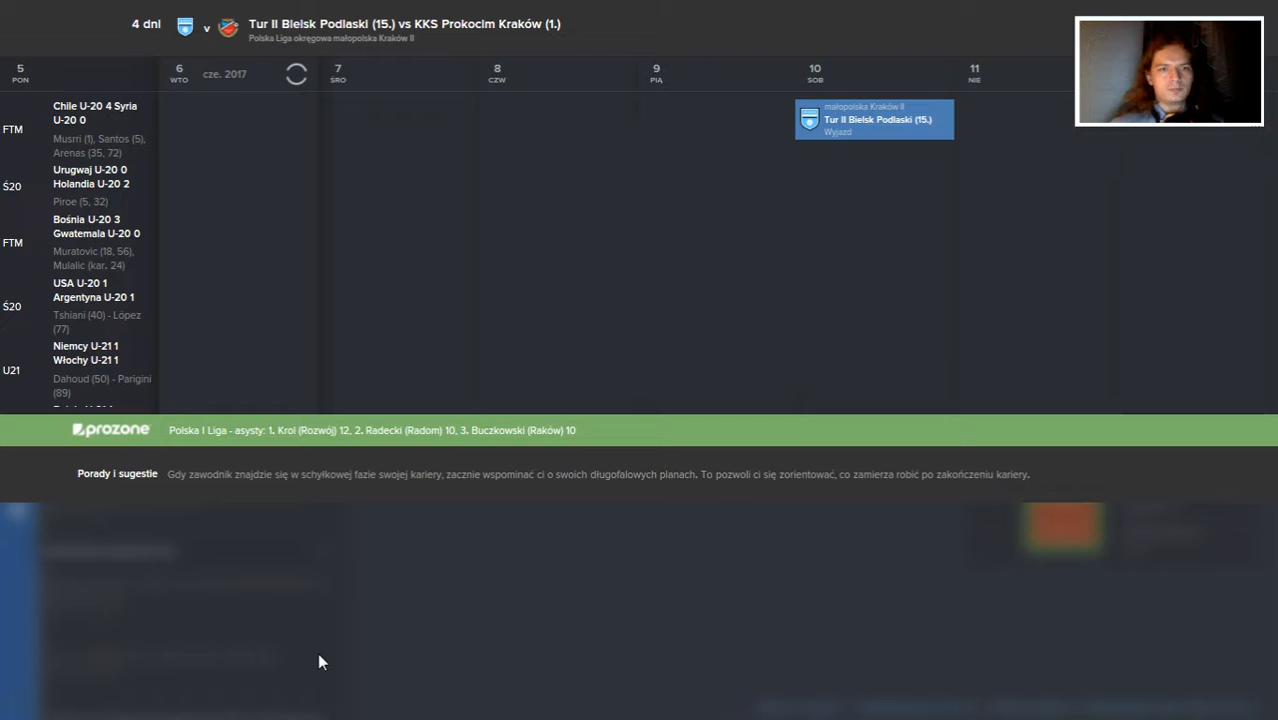 4 dni
v
Tur II Bielsk Podlaski (15.) vs KKS Prokocim Kraków (1.)
Polska Liga okręgowa małopolska Kraków II
5
PON
6
WTO
cze. 2017
7
ŚRO
8
CZW
9
PIĄ
10
SOB
11
NIE
FTM
Chile U-20 4 Syria
U-20 0
Musrri (1), Santos (5),
Arenas (35, 72)
Ś20
Urugwaj U-20 0
Holandia U-20 2
Piroe (5, 32)
FTM
Bośnia U-20 3
Gwatemala U-20 0
Muratovic (18, 56),
Mulalic (kar. 24)
Ś20
USA U-20 1
Argentyna U-20 1
Tshiani (40) - López
(77)
U21
Niemcy U-21 1
Włochy U-21 1
Dahoud (50) - Parigini
(89)
małopolska Kraków II
Tur II Bielsk Podlaski (15.)
Wyjazd
prozone
Polska I Liga - asysty: 1. Krol (Rozwój) 12, 2. Radecki (Radom) 10, 3. Buczkowski (Raków) 10
Porady i sugestie
Gdy zawodnik znajdzie się w schyłkowej fazie swojej kariery, zacznie wspominać ci o swoich długofalowych planach. To pozwoli ci się zorientować, co zamierza robić po zakończeniu kariery.